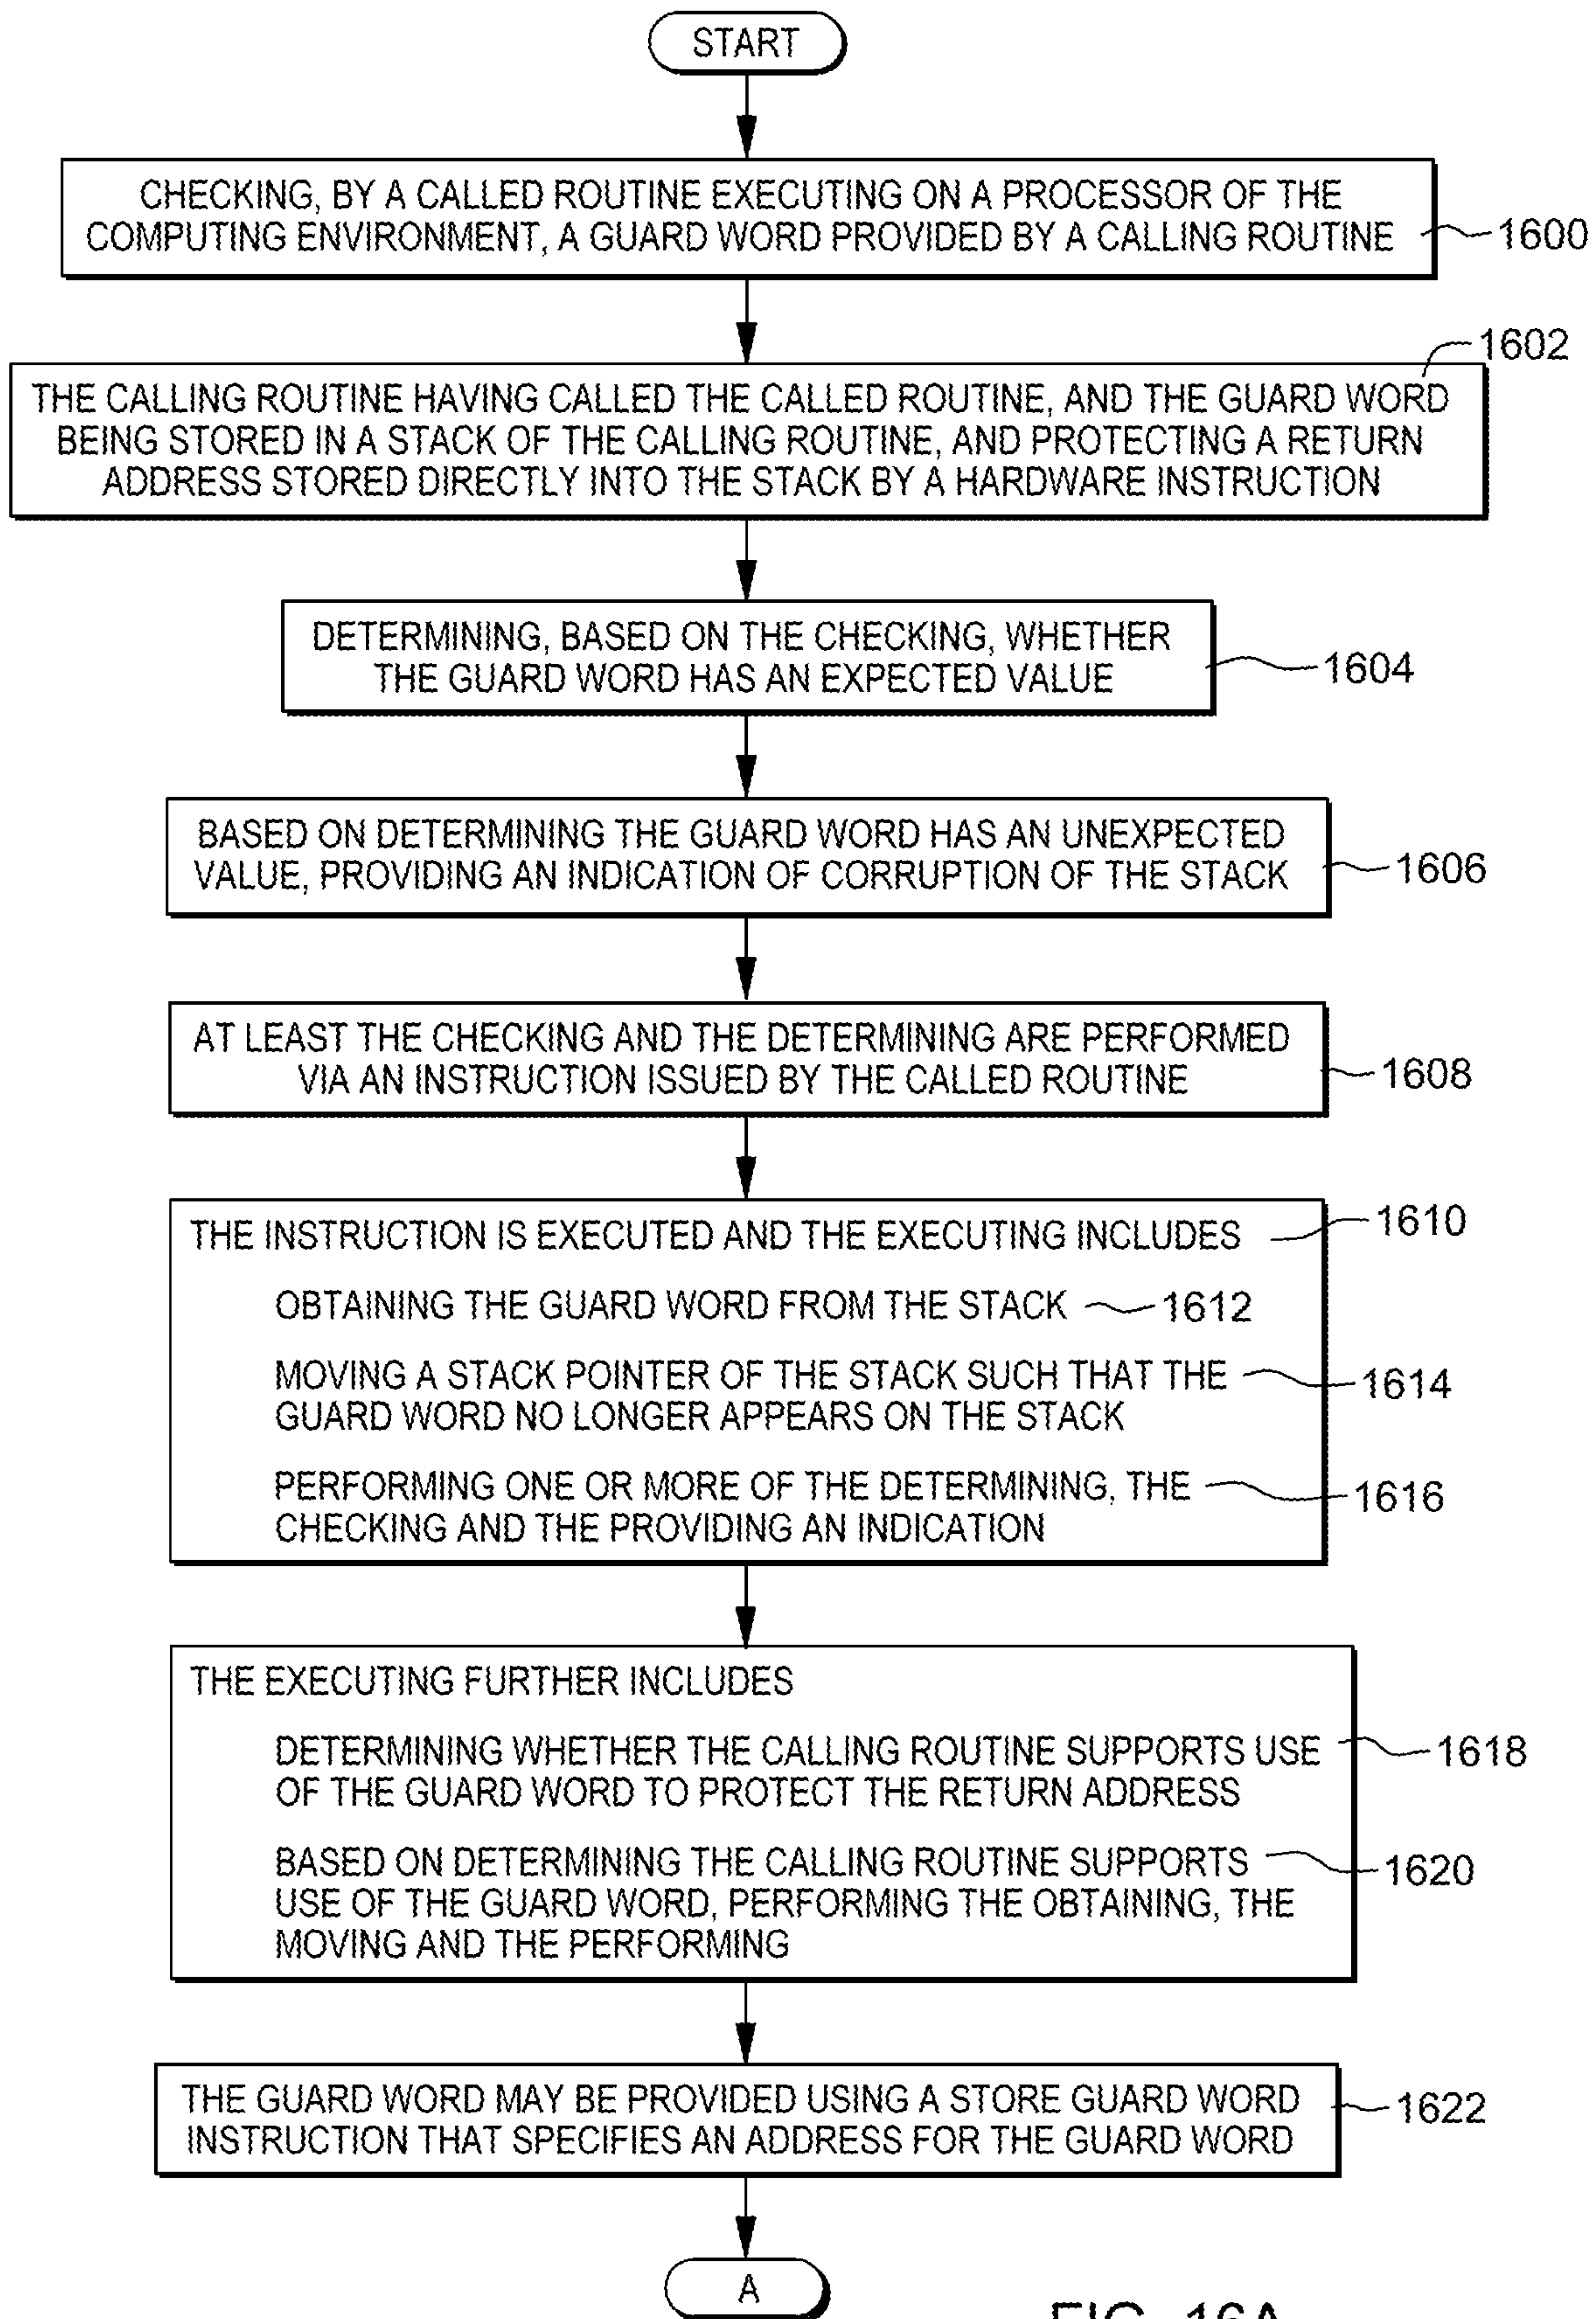 START
CHECKING, BY A CALLED ROUTINE EXECUTING ON A PROCESSOR OF THE
COMPUTING ENVIRONMENT, A GUARD WORD PROVIDED BY A CALLING ROUTINE
1600
1602
THE CALLING ROUTINE HAVING CALLED THE CALLED ROUTINE, AND THE GUARD WORD
BEING STORED IN A STACK OF THE CALLING ROUTINE, AND PROTECTING A RETURN
ADDRESS STORED DIRECTLY INTO THE STACK BY A HARDWARE INSTRUCTION
DETERMINING, BASED ON THE CHECKING, WHETHER
THE GUARD WORD HAS AN EXPECTED VALUE
1604
BASED ON DETERMINING THE GUARD WORD HAS AN UNEXPECTED
VALUE, PROVIDING AN INDICATION OF CORRUPTION OF THE STACK
1606
AT LEAST THE CHECKING AND THE DETERMINING ARE PERFORMED
VIA AN INSTRUCTION ISSUED BY THE CALLED ROUTINE
1608
THE INSTRUCTION IS EXECUTED AND THE EXECUTING INCLUDES
1610
OBTAINING THE GUARD WORD FROM THE STACK
1612
MOVING A STACK POINTER OF THE STACK SUCH THAT THE
GUARD WORD NO LONGER APPEARS ON THE STACK
1614
PERFORMING ONE OR MORE OF THE DETERMINING, THE
CHECKING AND THE PROVIDING AN INDICATION
1616
THE EXECUTING FURTHER INCLUDES
DETERMINING WHETHER THE CALLING ROUTINE SUPPORTS USE
OF THE GUARD WORD TO PROTECT THE RETURN ADDRESS
1618
BASED ON DETERMINING THE CALLING ROUTINE SUPPORTS
USE OF THE GUARD WORD, PERFORMING THE OBTAINING, THE
MOVING AND THE PERFORMING
1620
THE GUARD WORD MAY BE PROVIDED USING A STORE GUARD WORD
INSTRUCTION THAT SPECIFIES AN ADDRESS FOR THE GUARD WORD
1622
A
FIG. 16A